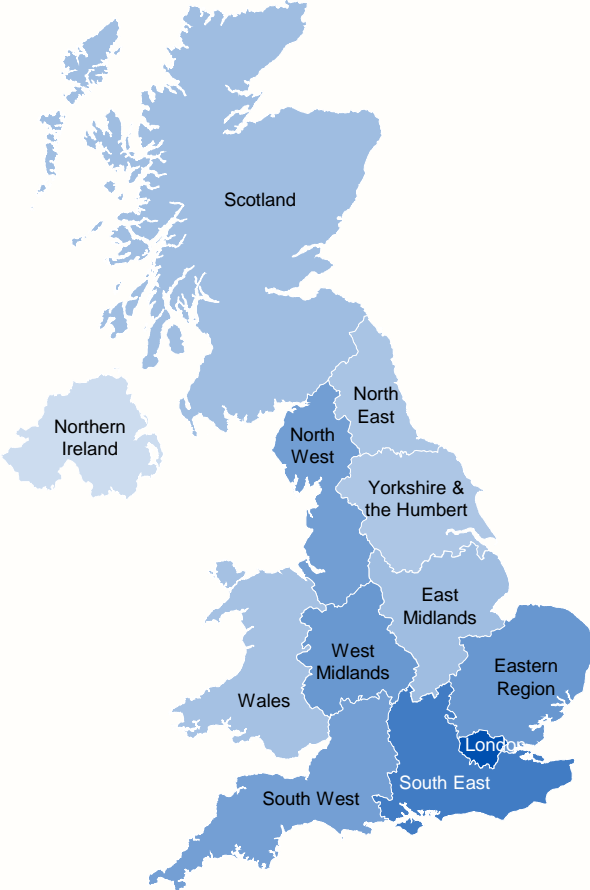 Scotland
North
East
Northern
Ireland
North
West
Yorkshire &
the Humbert
East
Midlands
West
Midlands
Eastern
Region
Wales
London
South East
South West